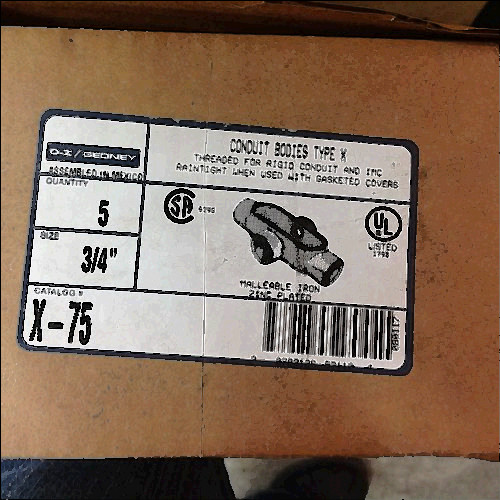 O-Z/GEDNEY
ASSEMBLED IN MEXICO
QUANTITY
5
SIZE
3/4"
CATALOG #
X-75
CONDUIT BODIES TYPE X
THREADED FOR RIGID CONDUIT AND IMC
RAINTIGHT WHEN USED WITH GASKETED COVERS
SA
UL
LISTED
MALLEABLE IRON
ZINC PLATED